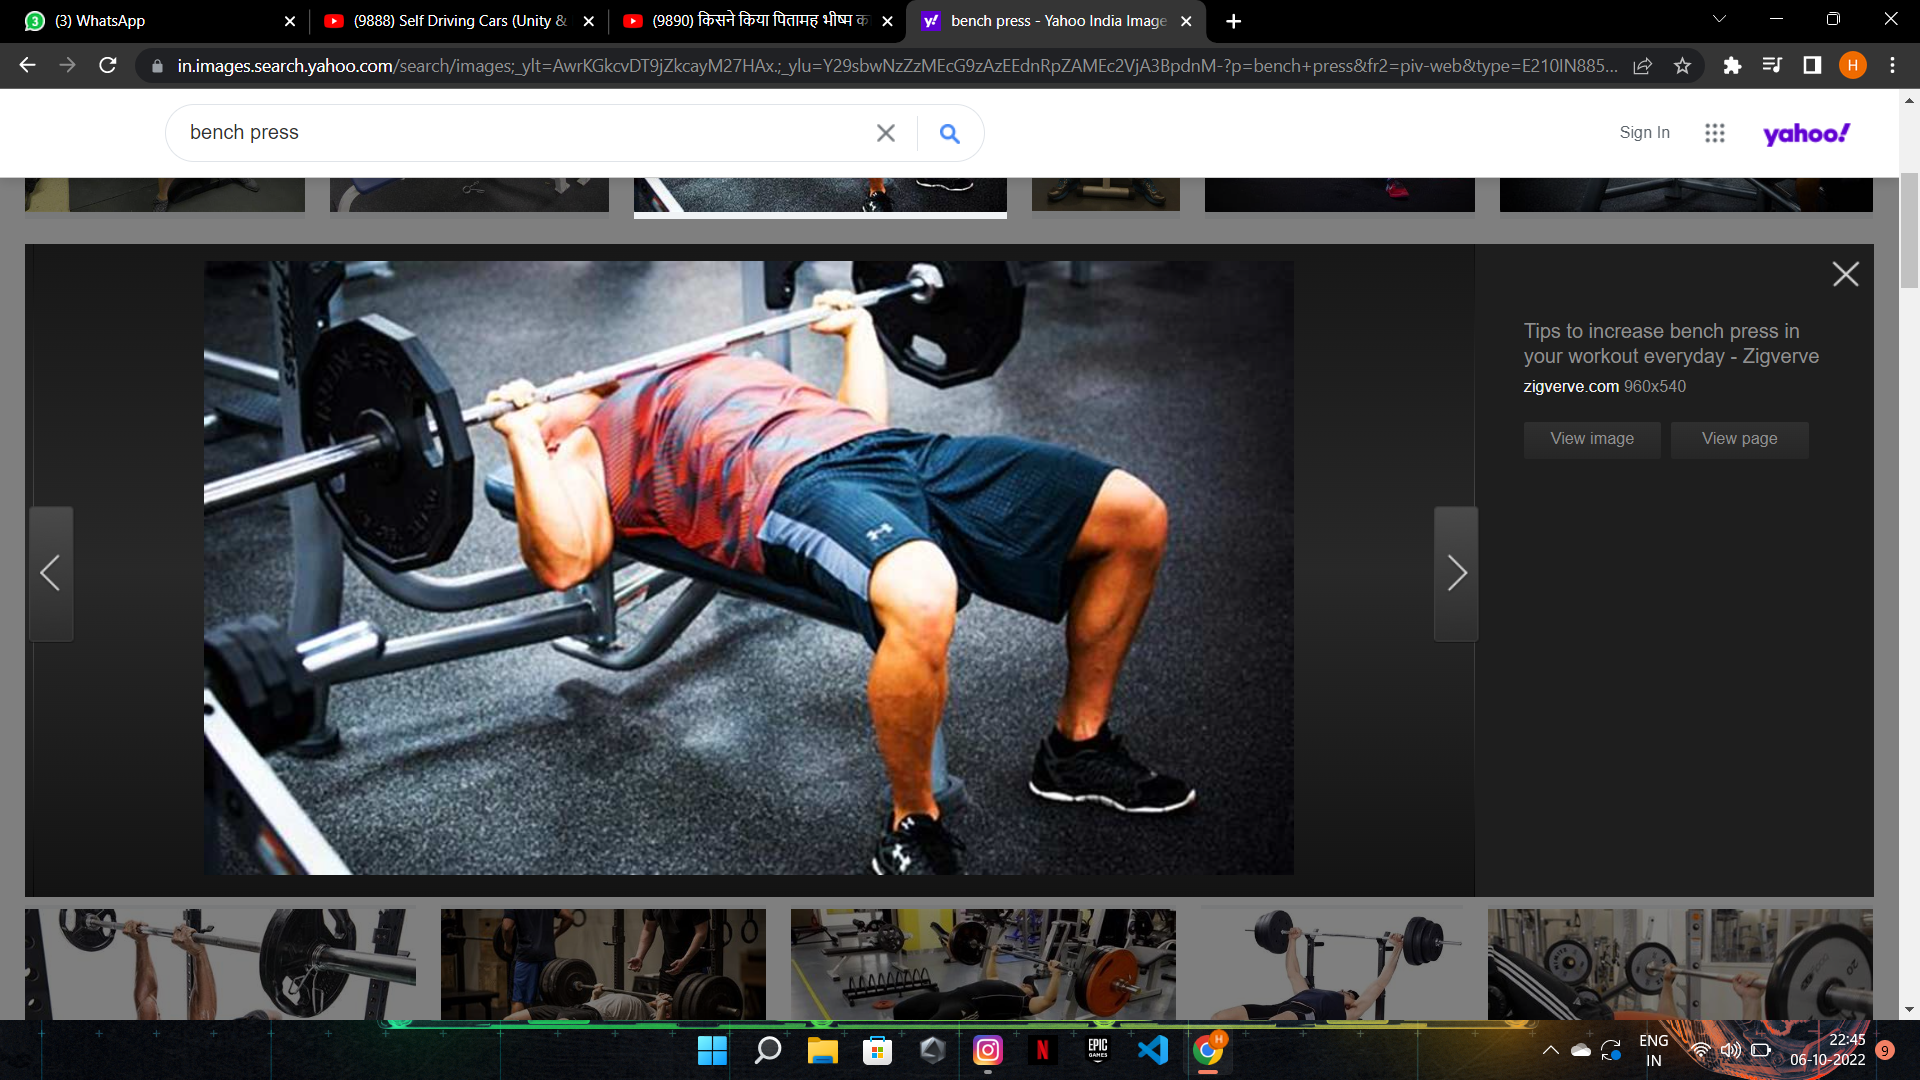 (3) WhatsApp
(9888) Self Driving Cars (Unity &
(9890) किसने किया पितामह भीष्म क
bench press - Yahoo India Image
in.images.search.yahoo.com/search/images;_ylt=AwrKGkcvDT9jZkcayM27HAx.;_ylu=Y29sbwNzZzMEcG9zAzEEdnRpZAMEc2VjA3BpdnM-?p=bench+press&fr2=piv-web&type=E210IN885...
H
bench press
Sign In
yahoo!
Tips to increase bench press in
your workout everyday - Zigverve
zigverve.com 960x540
View image
View page
EPIC
GAMES
H
ENG
IN
22:45
06-10-2022
9